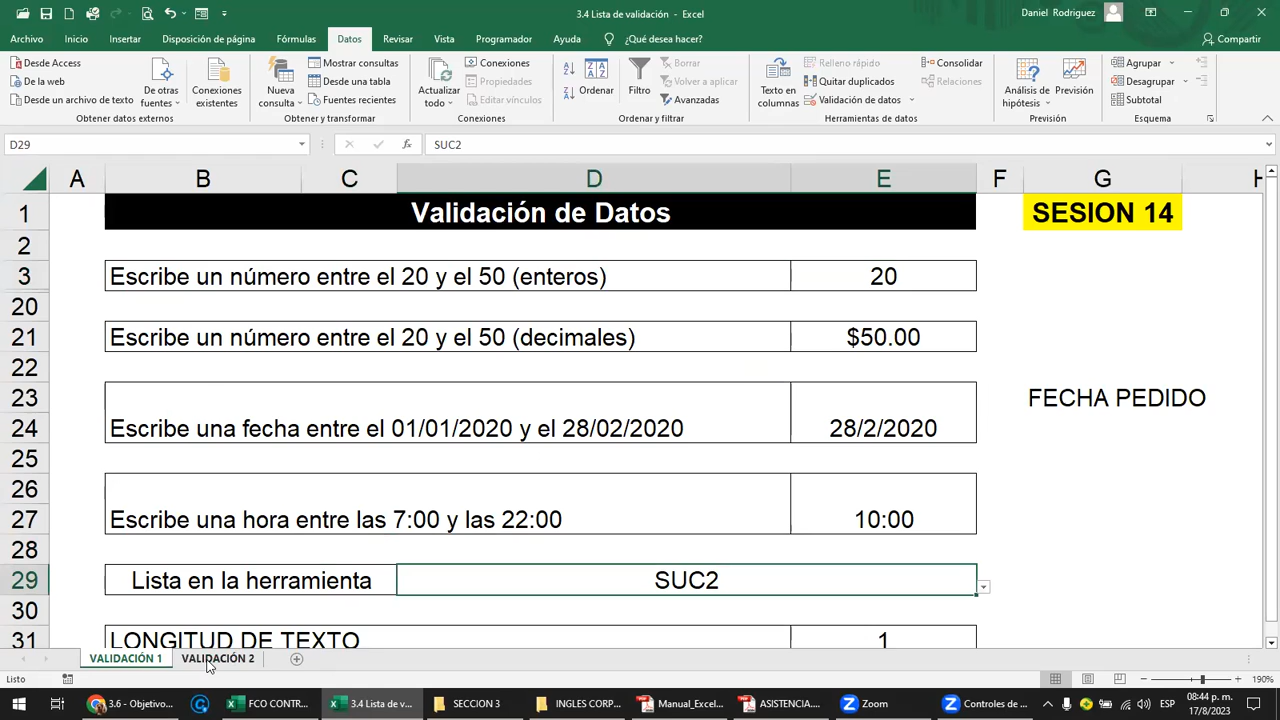 3.4 Lista de validación - Excel
Daniel Rodriguez
Archivo Inicio Insertar Disposición de página Fórmulas Datos Revisar Vista Programador Ayuda ¿Qué desea hacer? Compartir
Desde Access
De la web
Desde un archivo de texto
De otras fuentes
Conexiones existentes
Obtener datos externos
Nueva consulta
Mostrar consultas
Desde una tabla
Fuentes recientes
Obtener y transformar
Actualizar todo
Conexiones
Propiedades
Editar vínculos
Conexiones
Ordenar
Filtro
Borrar
Volver a aplicar
Avanzadas
Ordenar y filtrar
Texto en columnas
Relleno rápido
Quitar duplicados
Validación de datos
Consolidar
Relaciones
Herramientas de datos
Análisis de hipótesis
Previsión
Previsión
Agrupar
Desagrupar
Subtotal
Esquema
D29 fx SUC2
A B C D E F G H
1 Validación de Datos SESION 14
2
3 Escribe un número entre el 20 y el 50 (enteros) 20
20
21 Escribe un número entre el 20 y el 50 (decimales) $50.00
22
23 FECHA PEDIDO
24 Escribe una fecha entre el 01/01/2020 y el 28/02/2020 28/2/2020
25
26
27 Escribe una hora entre las 7:00 y las 22:00 10:00
28
29 Lista en la herramienta SUC2
30
31 LONGITUD DE TEXTO 1
VALIDACIÓN 1 VALIDACIÓN 2
Listo 190%
3.6 - Objetivo... FCO CONTR... 3.4 Lista de v... SECCION 3 INGLES CORP... Manual_Excel... ASISTENCIA.... Zoom Controles de ... ESP 08:44 p. m.
17/8/2023